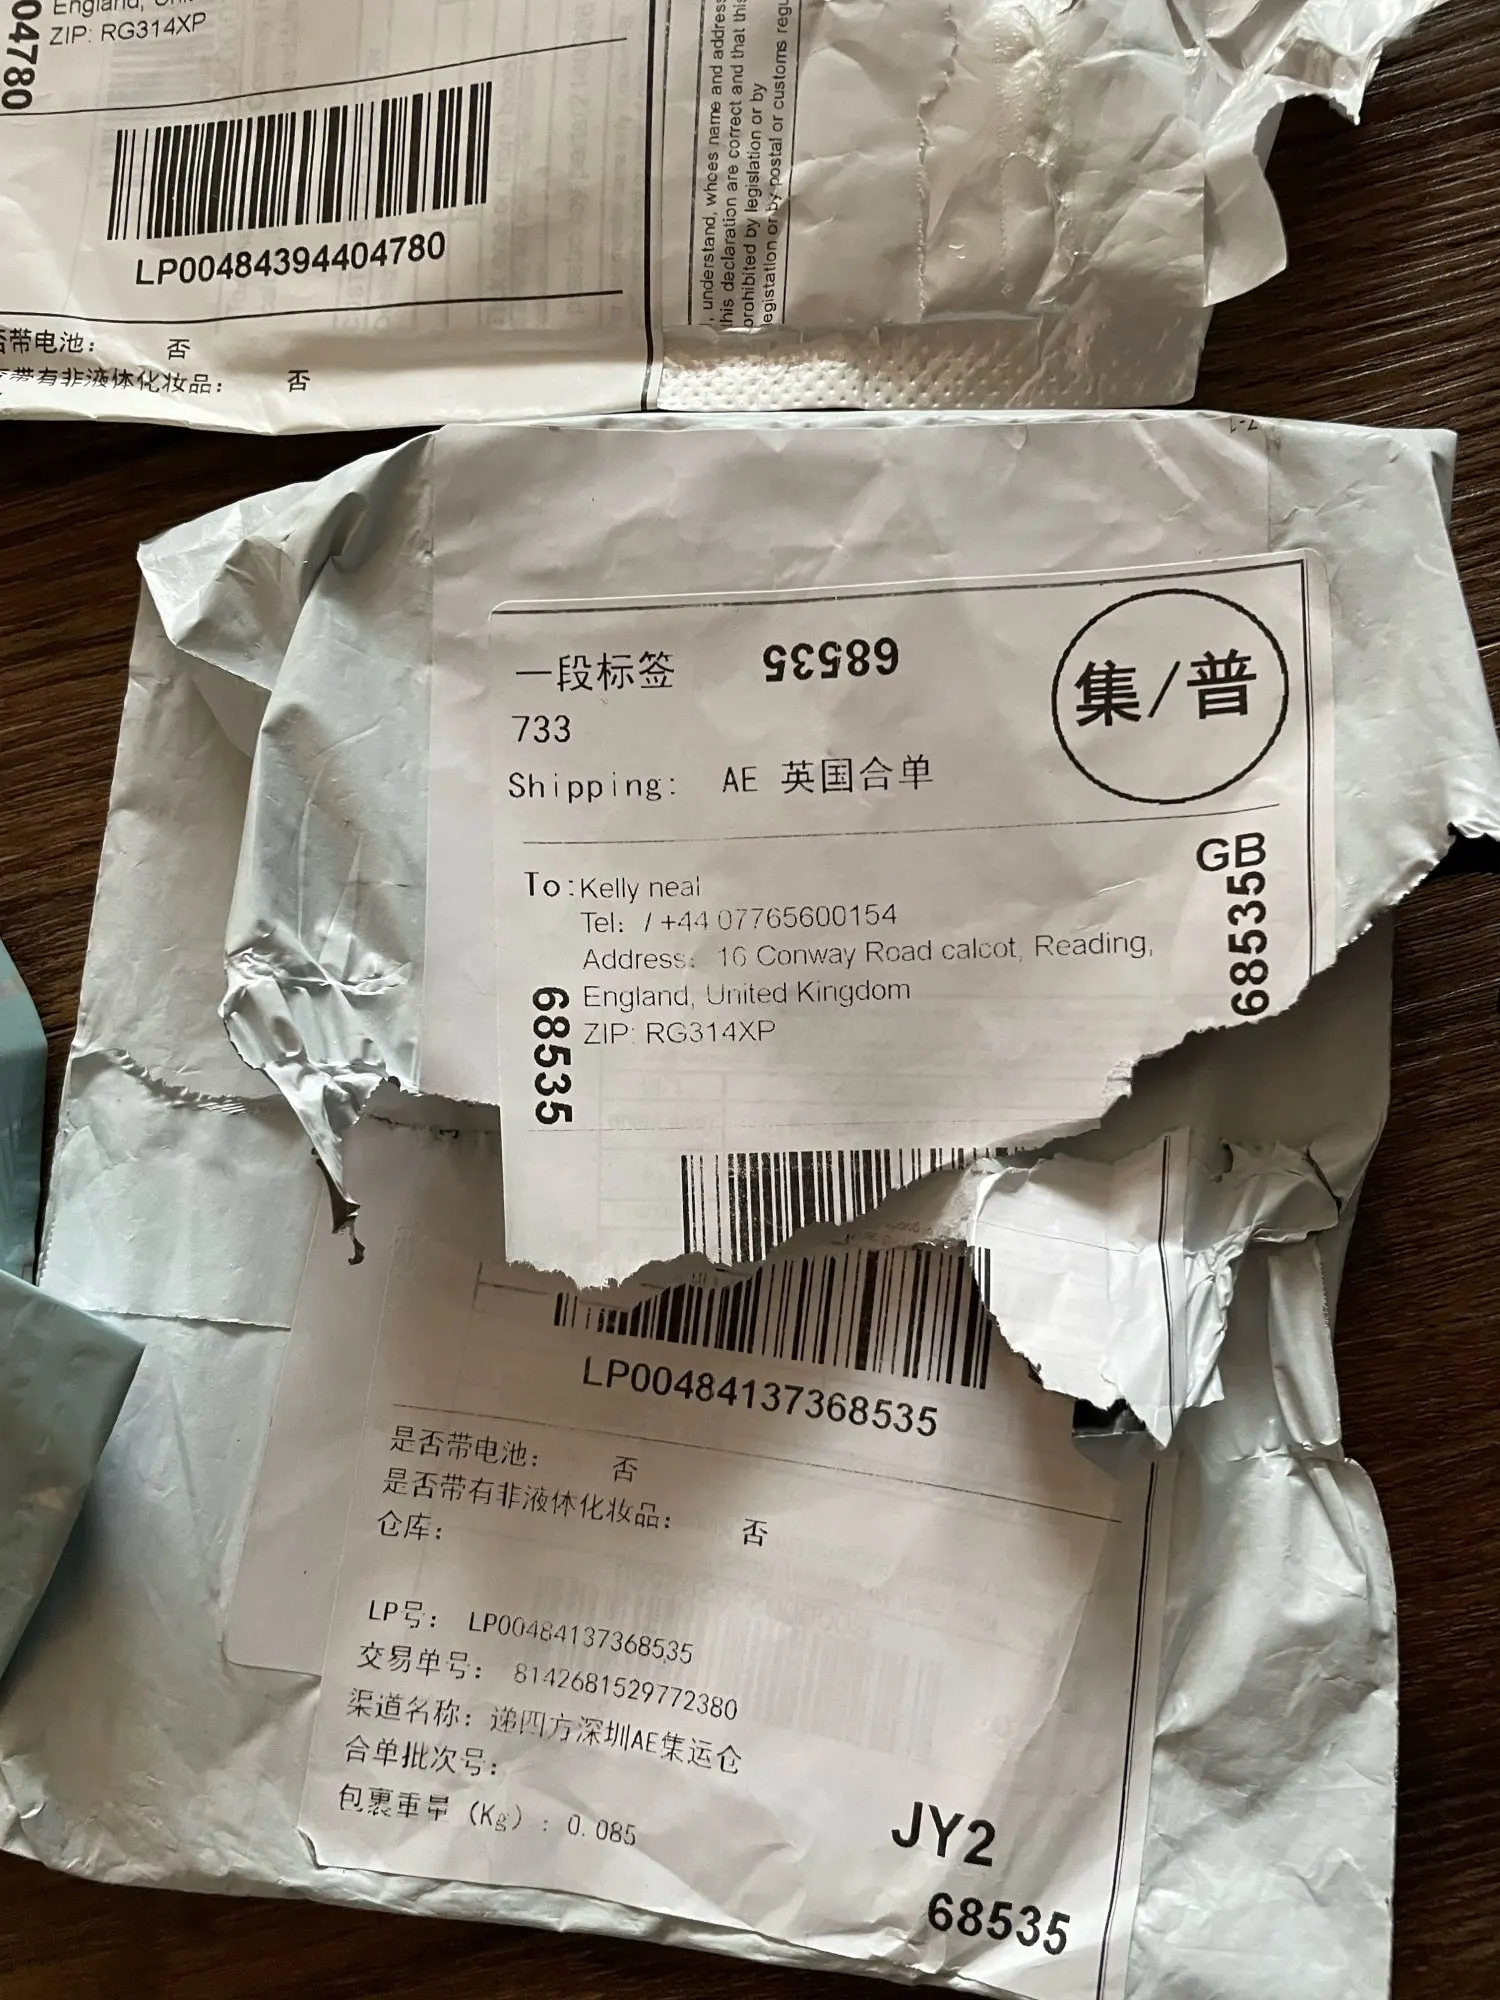 04780
England,
ZIP: RG314XP
LP00484394404780
否带电池： 否
带有非液体化妆品： 否
, understand, whoes name and address
this declaration are correct and that this
prohibited by legislation or by
legistation or by postal or customs regu
一段标签 68535
集/普
733
Shipping: AE 英国合单
GB
68535
To:Kelly neal
Tel: / +44 07765600154
Address: 16 Conway Road calcot, Reading,
England, United Kingdom
ZIP: RG314XP
68535
LP00484137368535
是否带电池： 否
是否带有非液体化妆品： 否
仓库：
LP号： LP00484137368535
交易单号： 8142681529772380
渠道名称：递四方深圳AE集运仓
合单批次号：
包裹重量 (Kg) : 0.085
JY2
68535